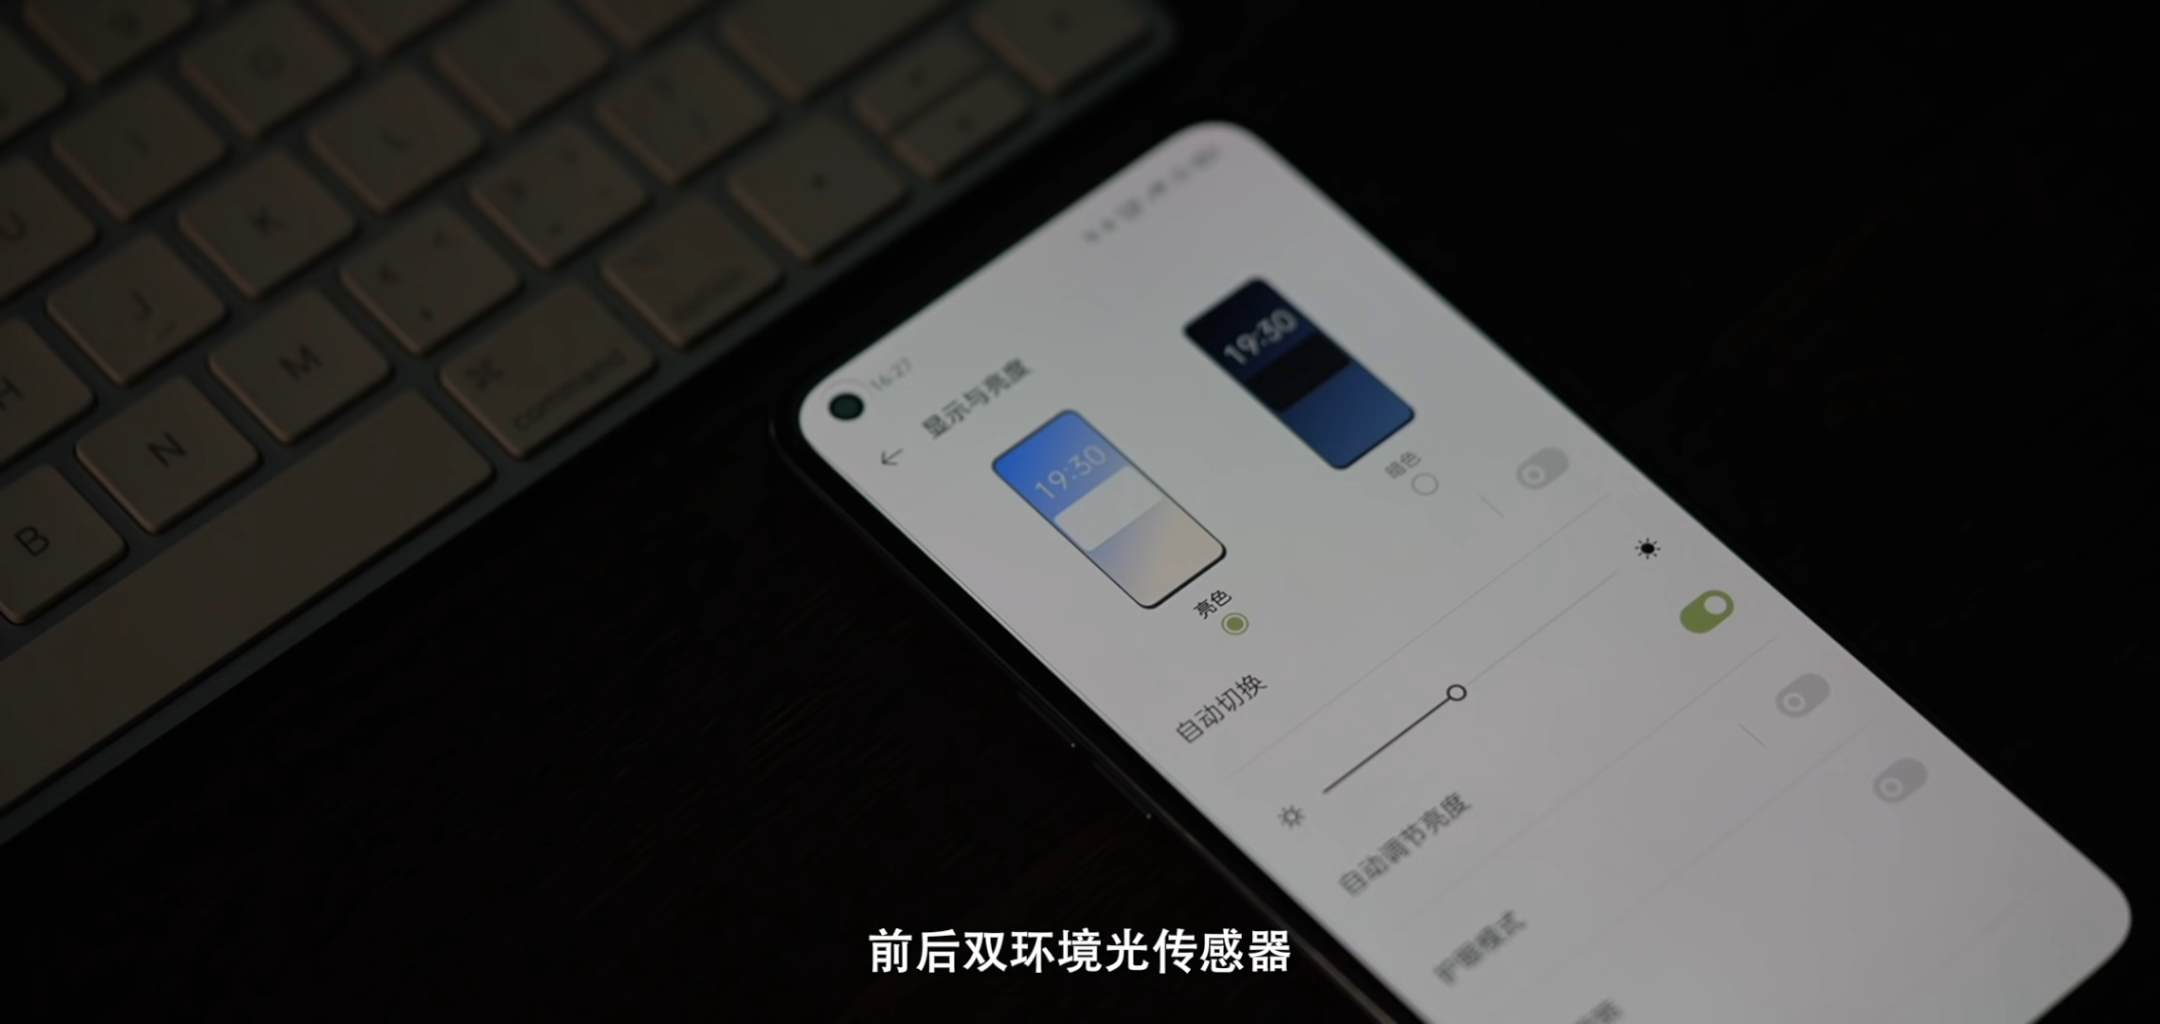 U
K
J
H
M
N
B
command
16:27
显示与亮度
19:30
19:30
亮色
暗色
自动切换
自动调节亮度
护眼模式
前后双环境光传感器